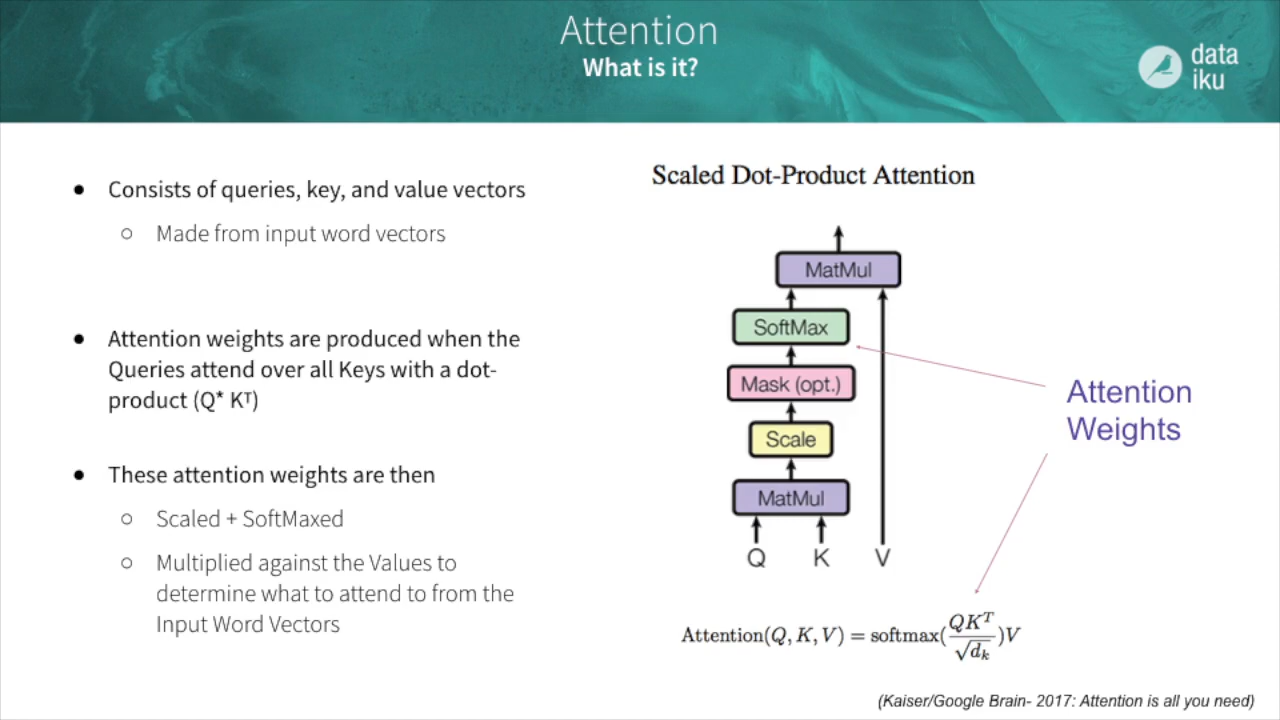 Attention
What is it?
data
iku
● Consists of queries, key, and value vectors
○ Made from input word vectors
● Attention weights are produced when the
Queries attend over all Keys with a dot-
product (Q* Kᵀ)
● These attention weights are then
○ Scaled + SoftMaxed
○ Multiplied against the Values to
determine what to attend to from the
Input Word Vectors
Scaled Dot-Product Attention
MatMul
SoftMax
Mask (opt.)
Scale
MatMul
Q K V
Attention
Weights
Attention(Q, K, V) = softmax(QKᵀ/√dₖ)V
(Kaiser/Google Brain- 2017: Attention is all you need)